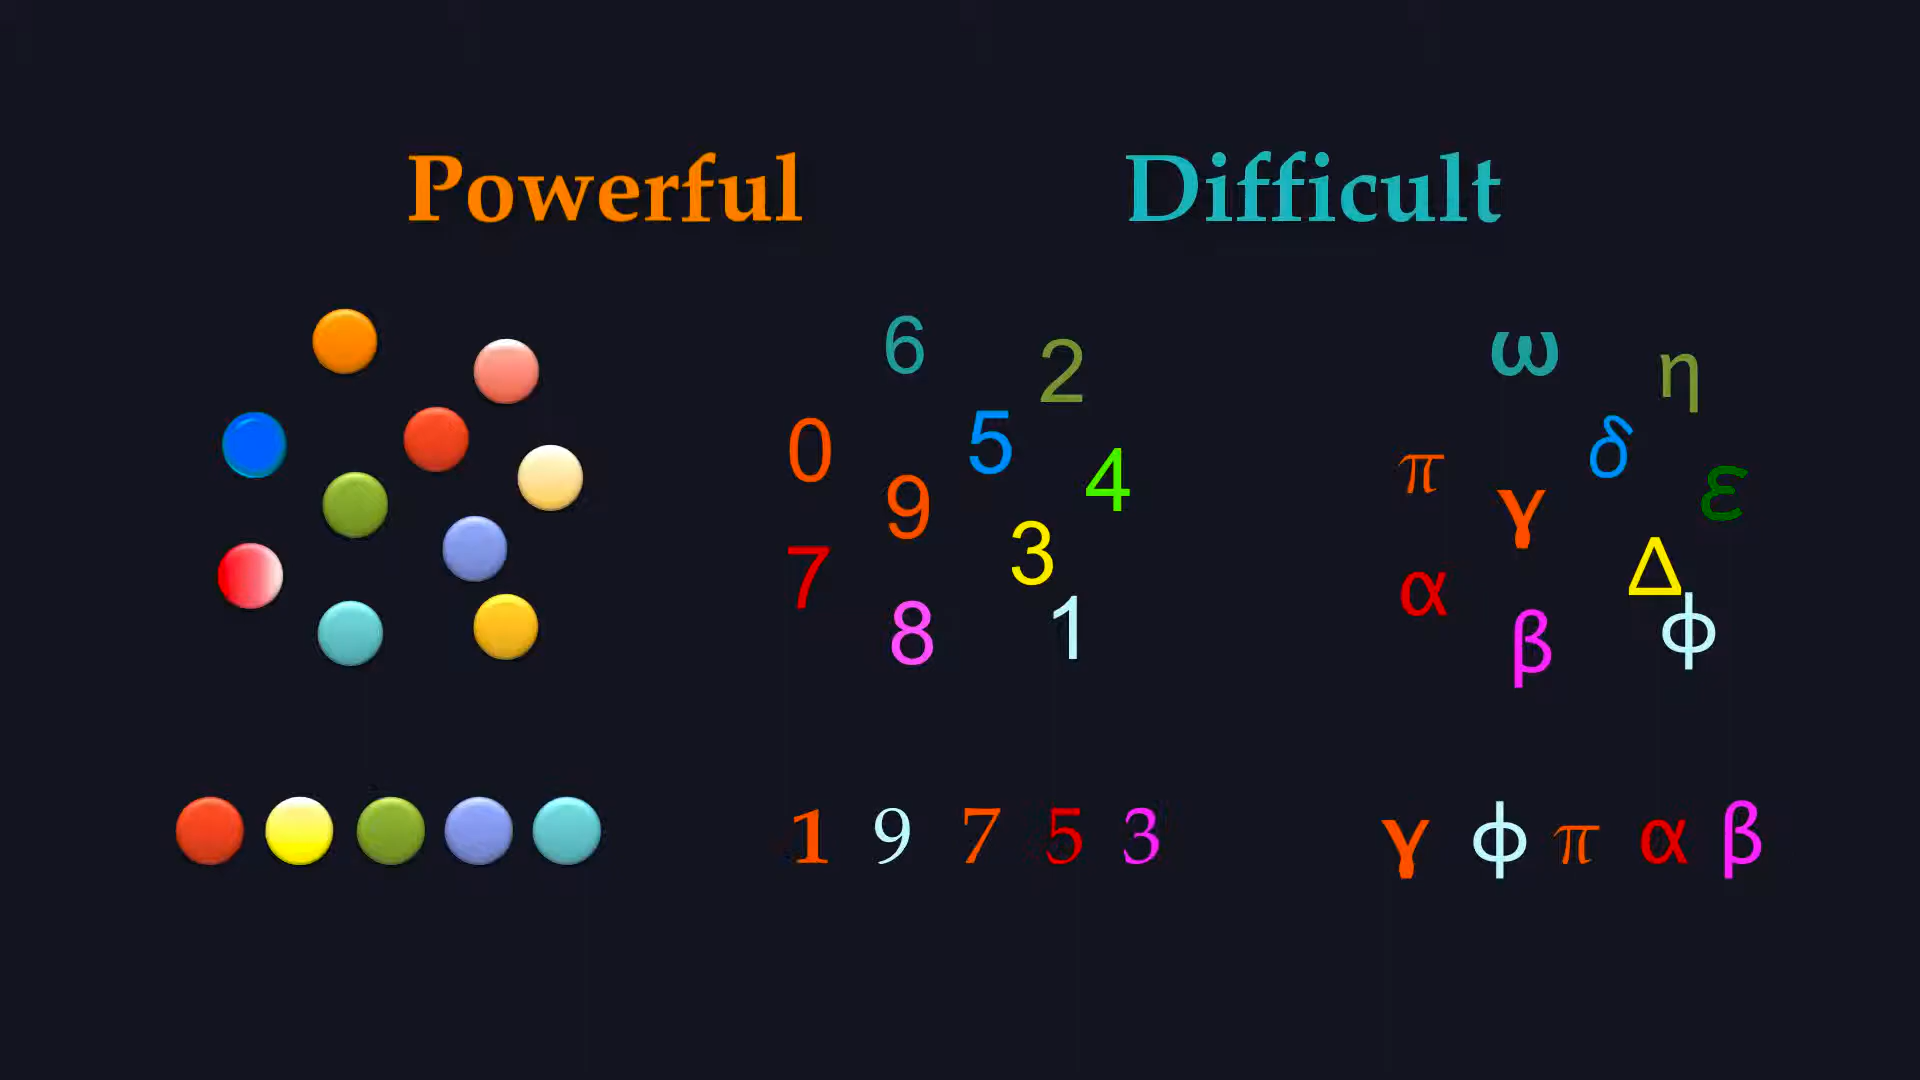 Powerful Difficult
6 2 ω η
0 5 4 π δ ε
9 γ
7 3 α Δ
8 1 β ϕ
1 9 7 5 3 γ ϕ π α β